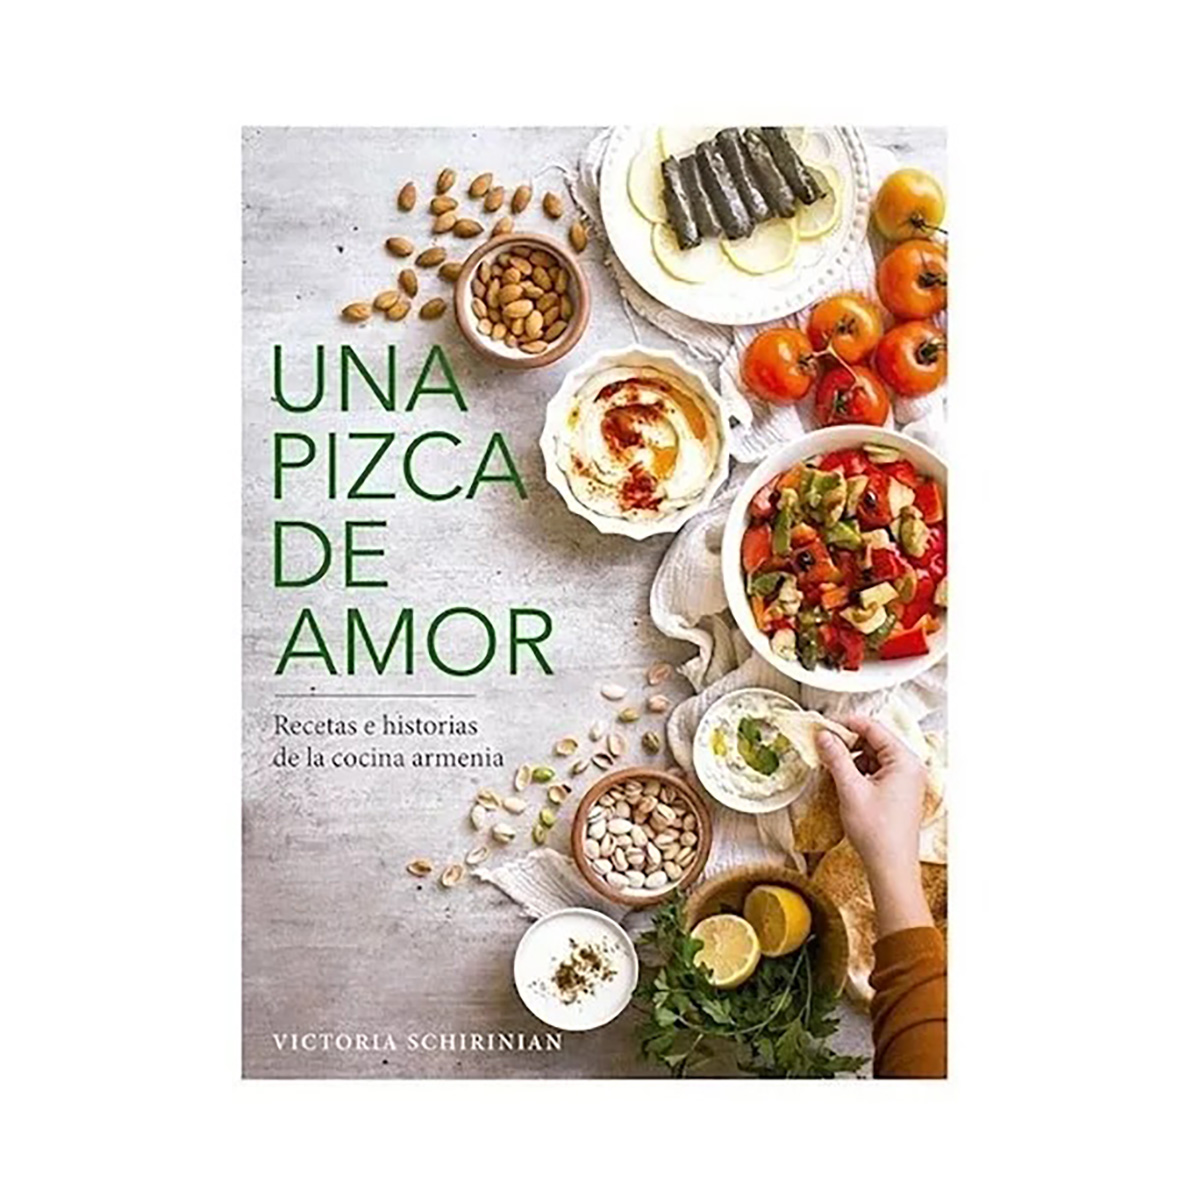 UNA
PIZCA
DE
AMOR
Recetas e historias
de la cocina armenia
VICTORIA SCHIRINIAN